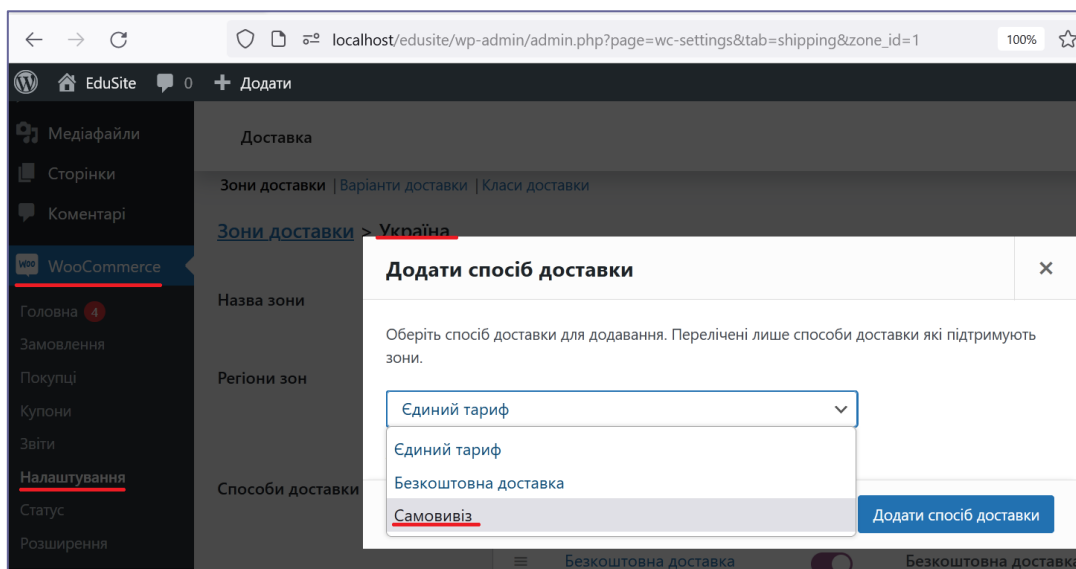 localhost/edusite/wp-admin/admin.php?page=wc-settings&tab=shipping&zone_id=1 100%
EduSite 0 Додати
Медіафайли
Сторінки
Коментарі
WooCommerce
Головна 4
Замовлення
Покупці
Купони
Звіти
Налаштування
Статус
Розширення
Доставка
Зони доставки | Варіанти доставки | Класи доставки
Зони доставки > Україна
Назва зони
Регіони зон
Способи доставки
Додати спосіб доставки
Оберіть спосіб доставки для додавання. Перелічені лише способи доставки які підтримують
зони.
Єдиний тариф
Єдиний тариф
Безкоштовна доставка
Самовивіз
Додати спосіб доставки
Безкоштовна доставка Безкоштовна доставка